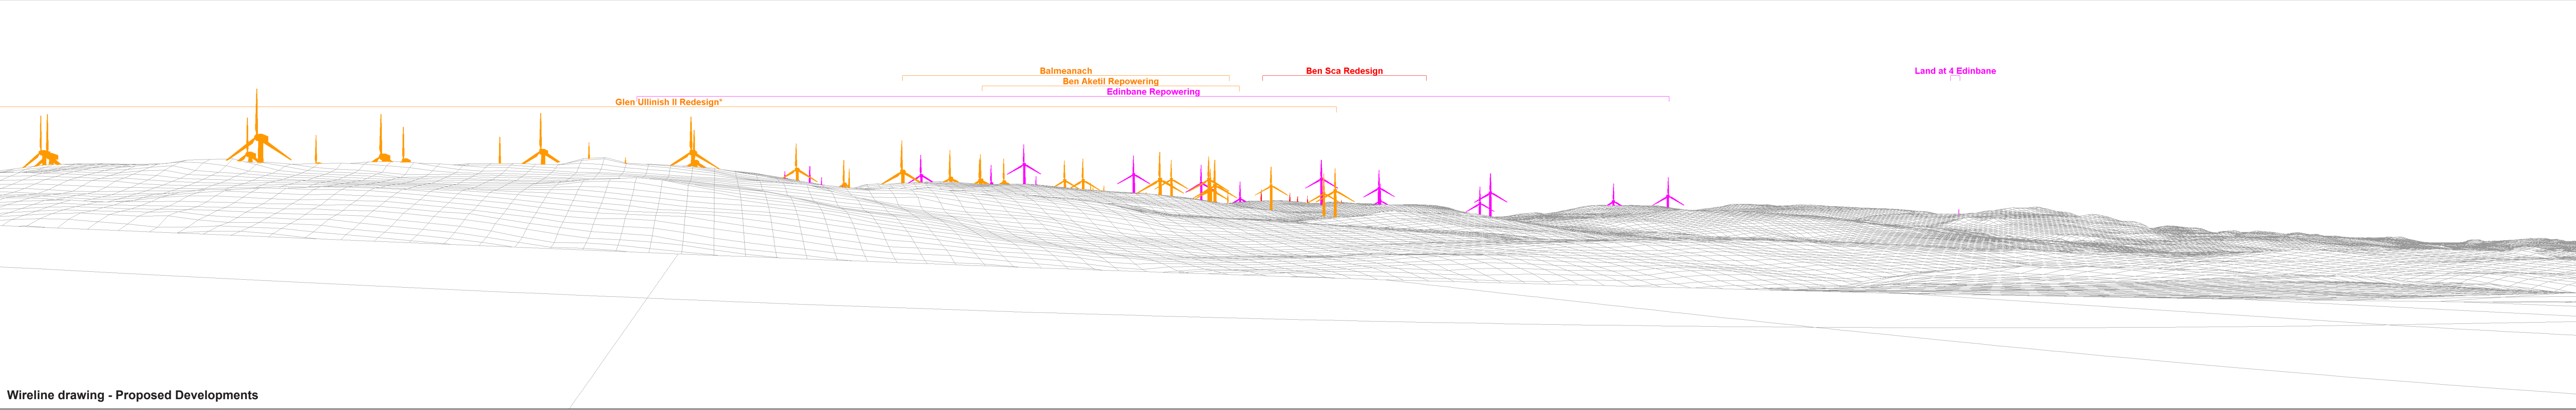 Balmeanach
Ben Sca Redesign
Land at 4 Edinbane
Ben Aketil Repowering
Edinbane Repowering
Glen Ullinish II Redesign*
Wireline drawing - Proposed Developments